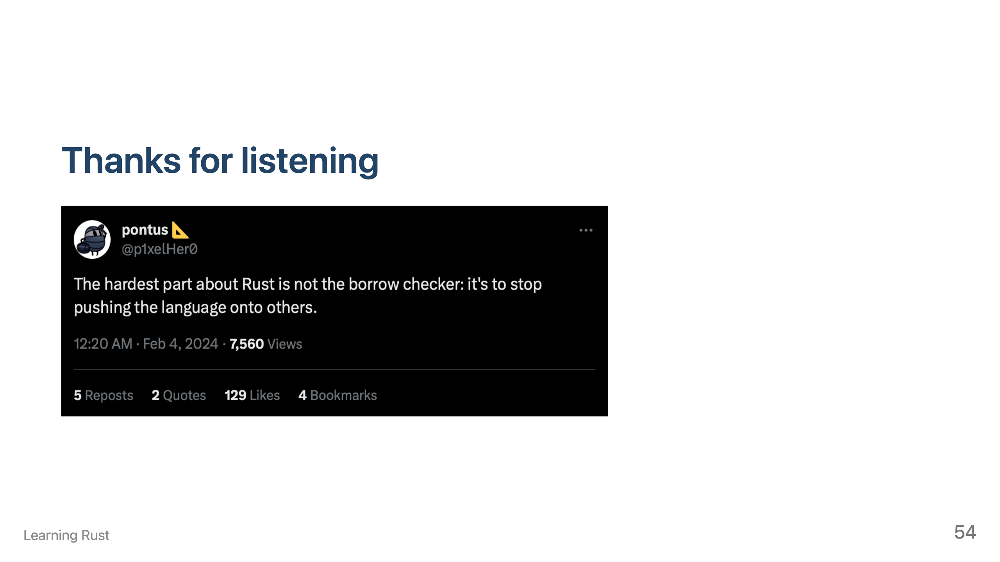 Thanks for listening
pontus 📐
@p1xelHer0
The hardest part about Rust is not the borrow checker: it's to stop
pushing the language onto others.
12:20 AM · Feb 4, 2024 · 7,560 Views
5 Reposts 2 Quotes 129 Likes 4 Bookmarks
Learning Rust
54